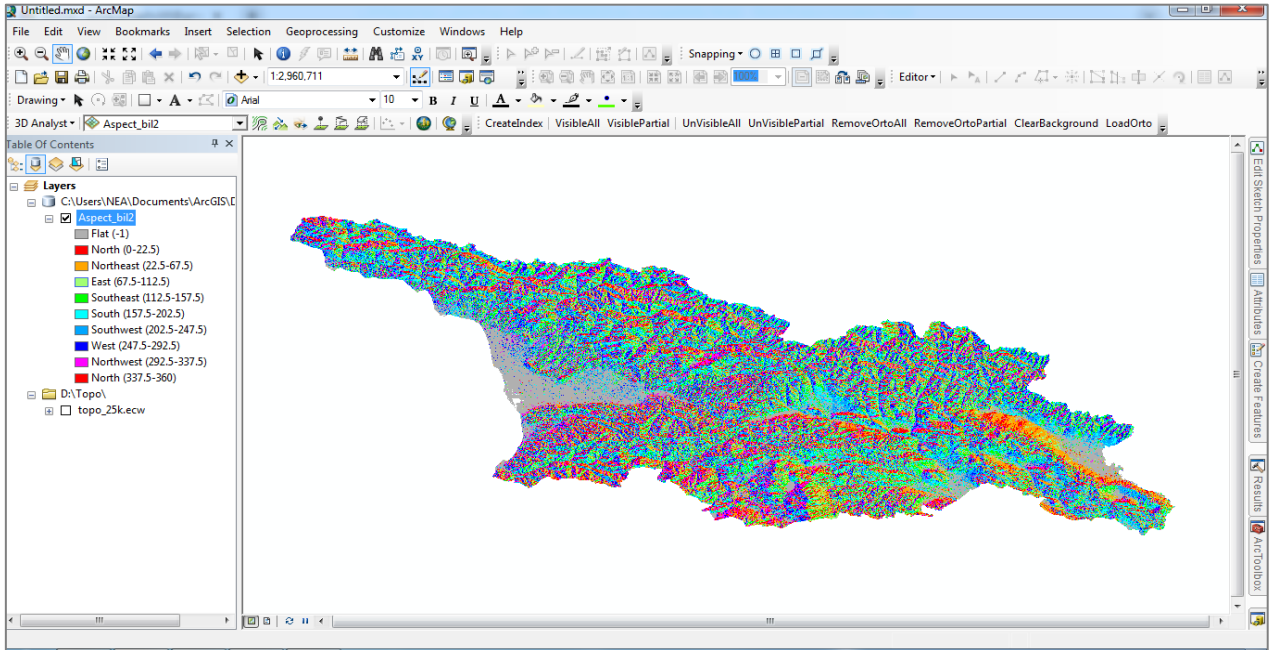 Untitled.mxd - ArcMap
File Edit View Bookmarks Insert Selection Geoprocessing Customize Windows Help
Snapping
1:2,960,711 100% Editor
Drawing A Arial 10 B I U A
3D Analyst Aspect_bil2 CreateIndex VisibleAll VisiblePartial UnVisibleAll UnVisiblePartial RemoveOrtoAll RemoveOrtoPartial ClearBackground LoadOrto
Table Of Contents
Layers
C:\Users\NEA\Documents\ArcGIS\D
Aspect_bil2
Flat (-1)
North (0-22.5)
Northeast (22.5-67.5)
East (67.5-112.5)
Southeast (112.5-157.5)
South (157.5-202.5)
Southwest (202.5-247.5)
West (247.5-292.5)
Northwest (292.5-337.5)
North (337.5-360)
D:\Topo\
topo_25k.ecw
Edit Sketch Properties
Attributes
Create Features
Results
ArcToolbox